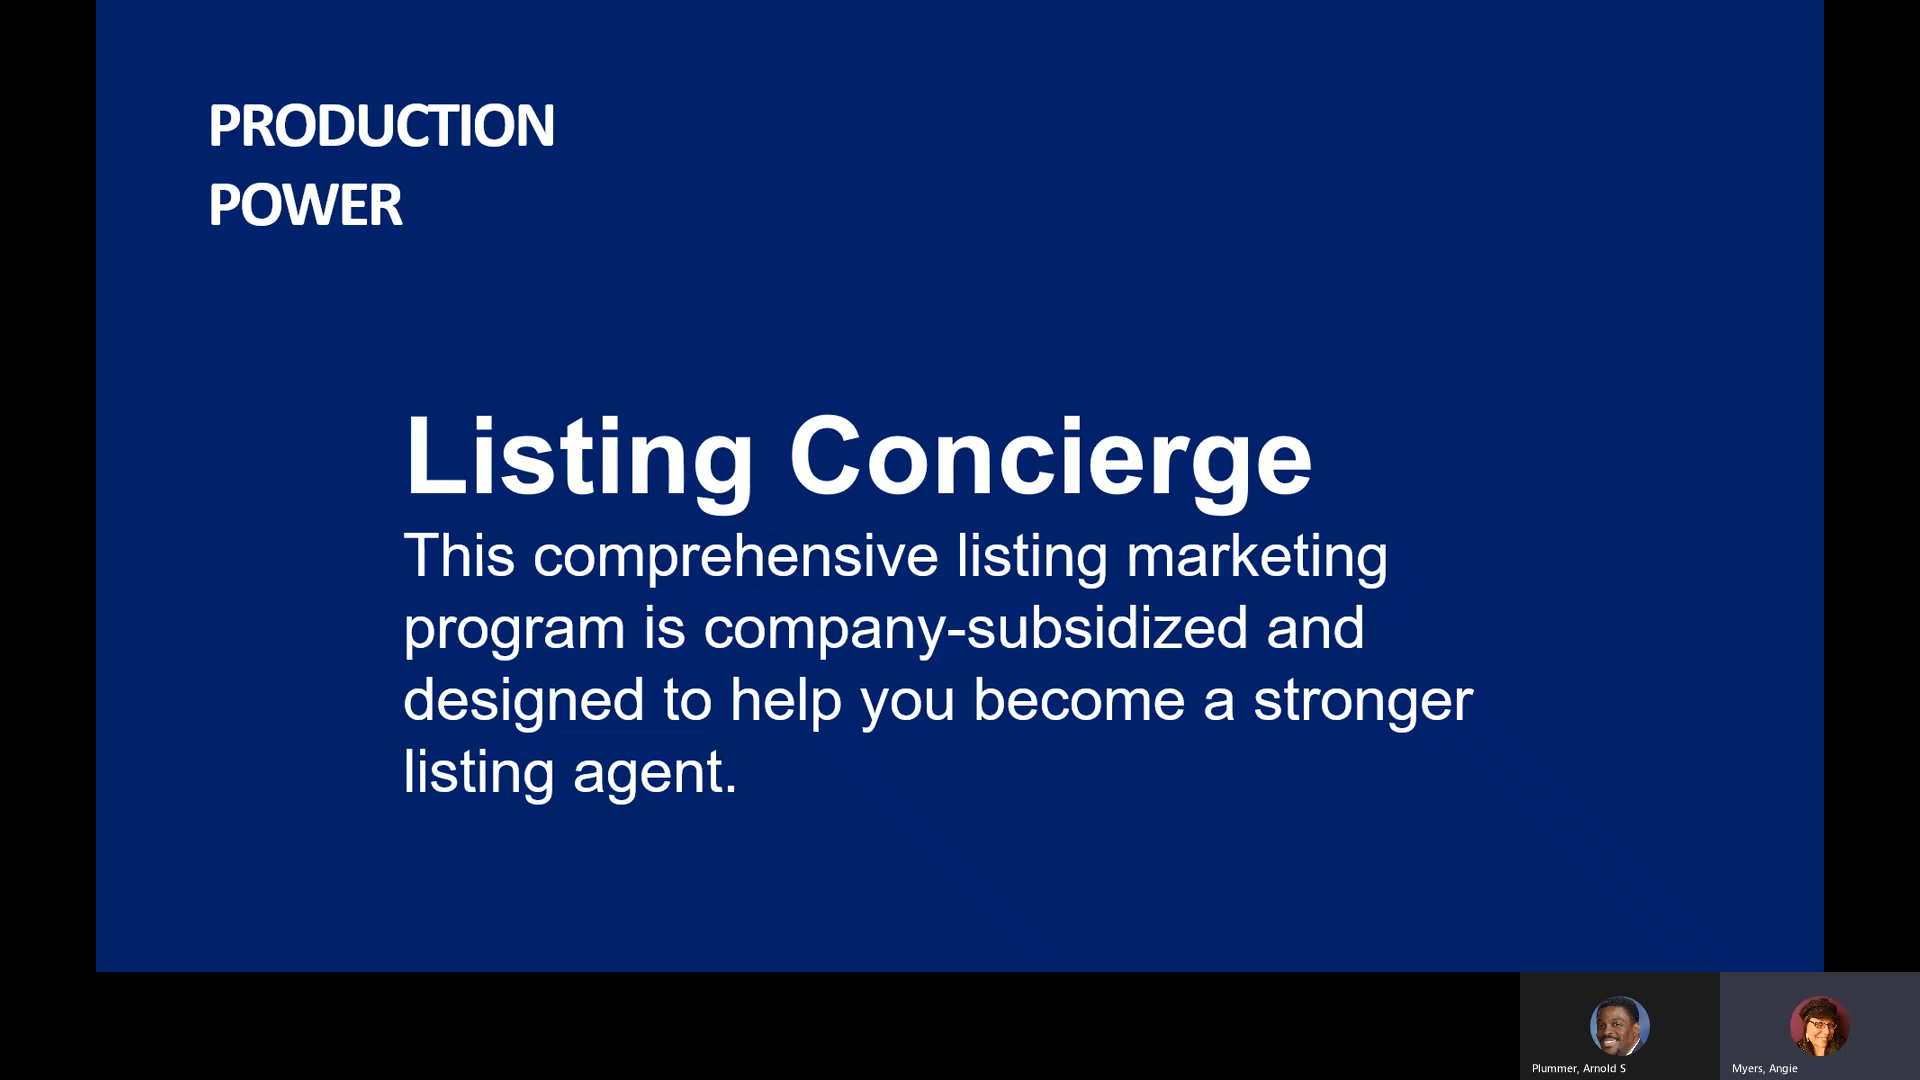 PRODUCTION
POWER
Listing Concierge
This comprehensive listing marketing
program is company-subsidized and
designed to help you become a stronger
listing agent.
Plummer, Arnold S
Myers, Angie